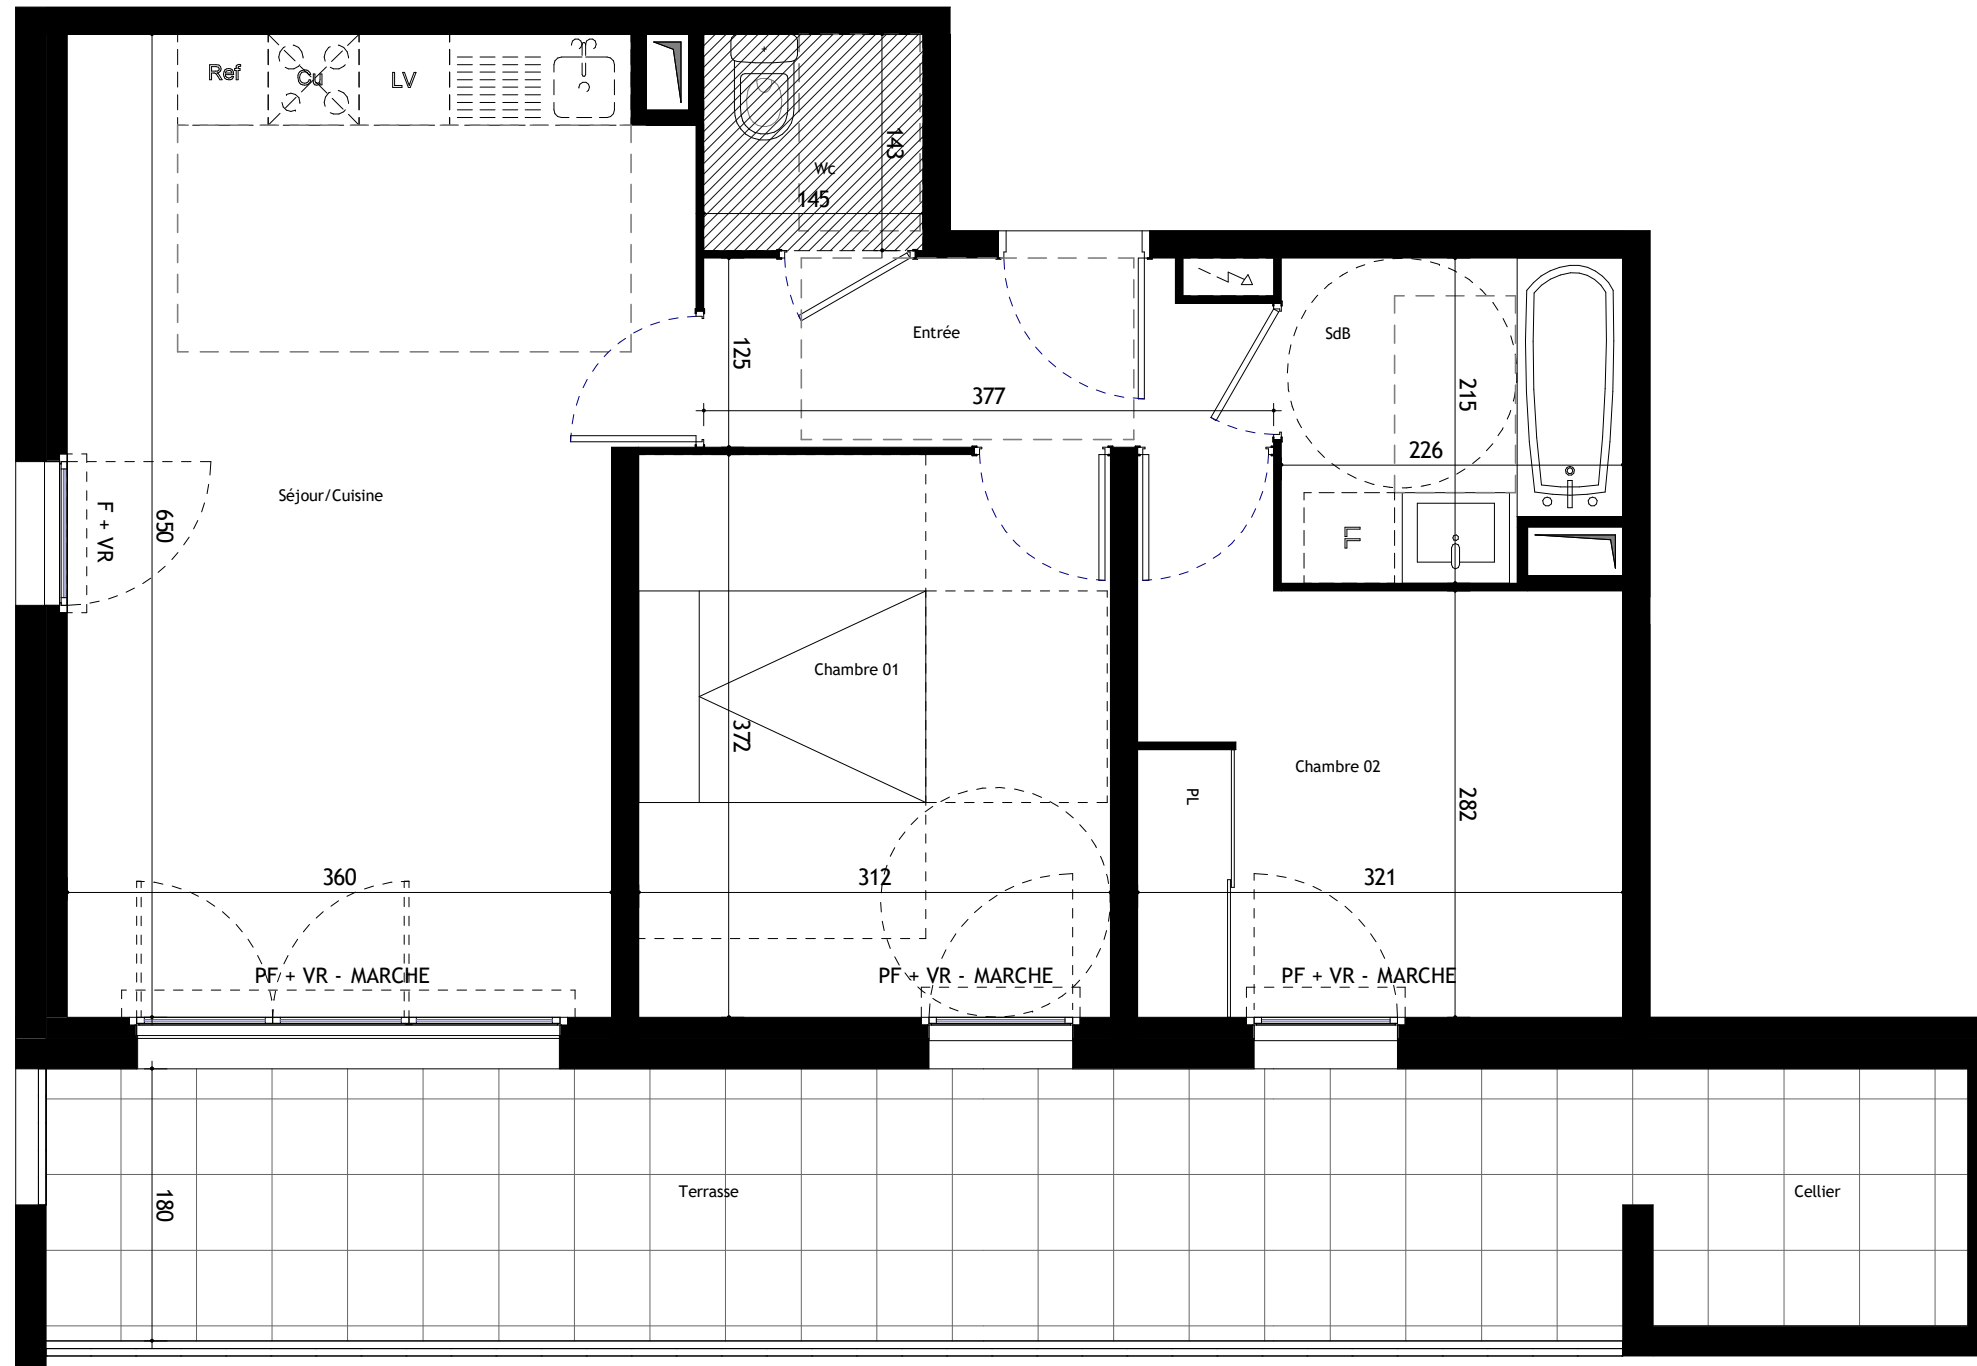 Ref
Cu
LV
Wc
143
145
Entrée
125
377
SdB
215
226
LL
Séjour/Cuisine
F + VR
650
Chambre 01
372
Chambre 02
PL
282
360
312
321
PF + VR - MARCHE
PF + VR - MARCHE
PF + VR - MARCHE
Terrasse
180
Cellier